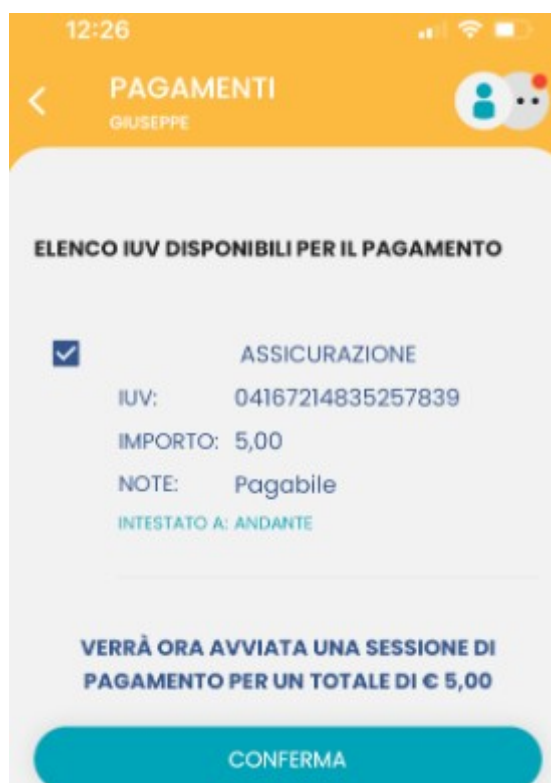 12:26
PAGAMENTI
GIUSEPPE
ELENCO IUV DISPONIBILI PER IL PAGAMENTO
ASSICURAZIONE
IUV: 04167214835257839
IMPORTO: 5,00
NOTE: Pagabile
INTESTATO A: ANDANTE
VERRÀ ORA AVVIATA UNA SESSIONE DI
PAGAMENTO PER UN TOTALE DI € 5,00
CONFERMA